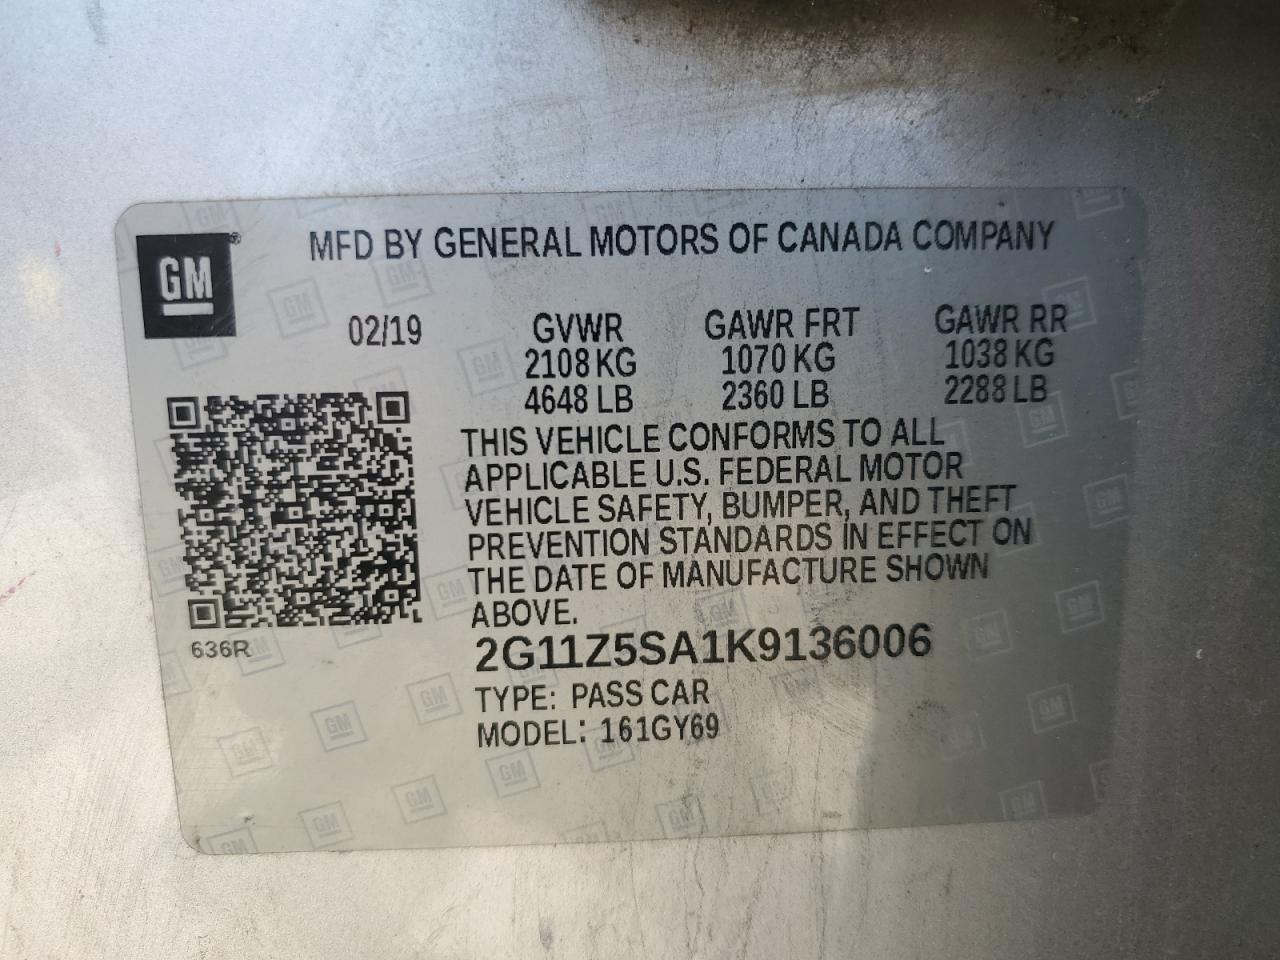 MFD BY GENERAL MOTORS OF CANADA COMPANY
GM
02/19
GVWR GAWR FRT GAWR RR
2108 KG 1070 KG 1038 KG
4648 LB 2360 LB 2288 LB
THIS VEHICLE CONFORMS TO ALL
APPLICABLE U.S. FEDERAL MOTOR
VEHICLE SAFETY, BUMPER, AND THEFT
PREVENTION STANDARDS IN EFFECT ON
THE DATE OF MANUFACTURE SHOWN
ABOVE.
636R
2G11Z5SA1K9136006
TYPE: PASS CAR
MODEL: 161GY69